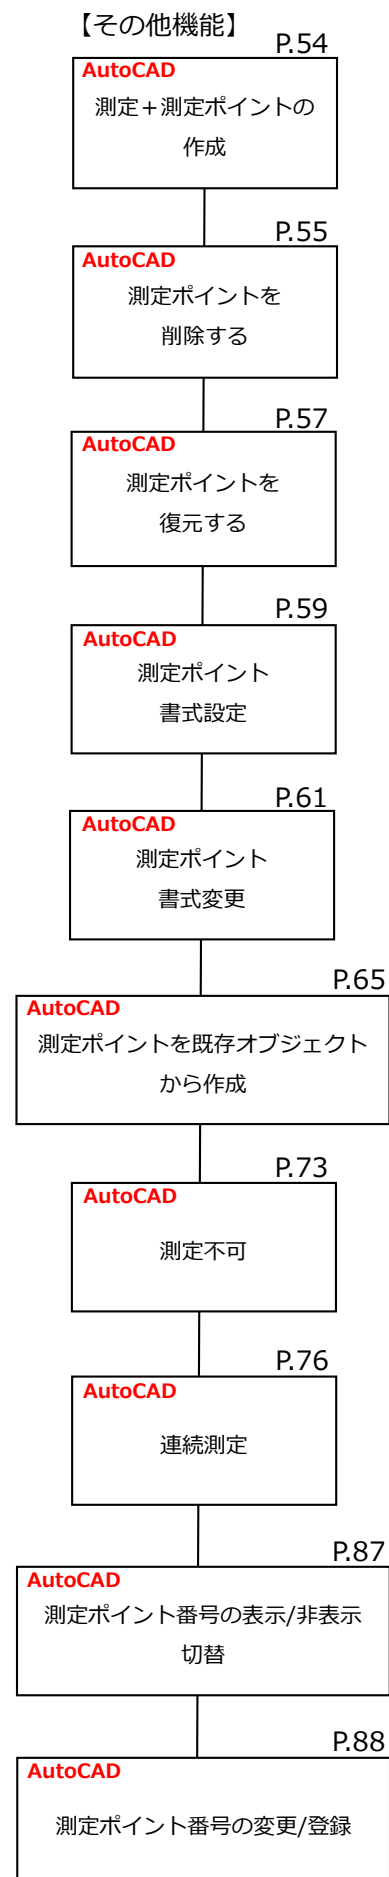 【その他機能】
P.54
AutoCAD
測定＋測定ポイントの
作成
P.55
AutoCAD
測定ポイントを
削除する
P.57
AutoCAD
測定ポイントを
復元する
P.59
AutoCAD
測定ポイント
書式設定
P.61
AutoCAD
測定ポイント
書式変更
P.65
AutoCAD
測定ポイントを既存オブジェクト
から作成
P.73
AutoCAD
測定不可
P.76
AutoCAD
連続測定
P.87
AutoCAD
測定ポイント番号の表示/非表示
切替
P.88
AutoCAD
測定ポイント番号の変更/登録